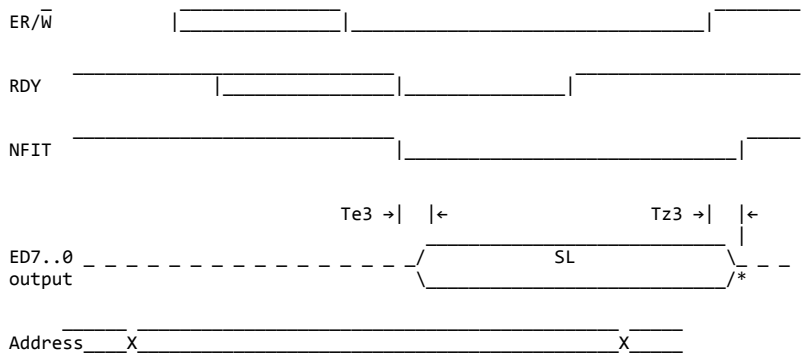 ER/W̅
RDY
NFIT
Te3 →| |← Tz3 →| |←
ED7..0 SL
output *
Address X X